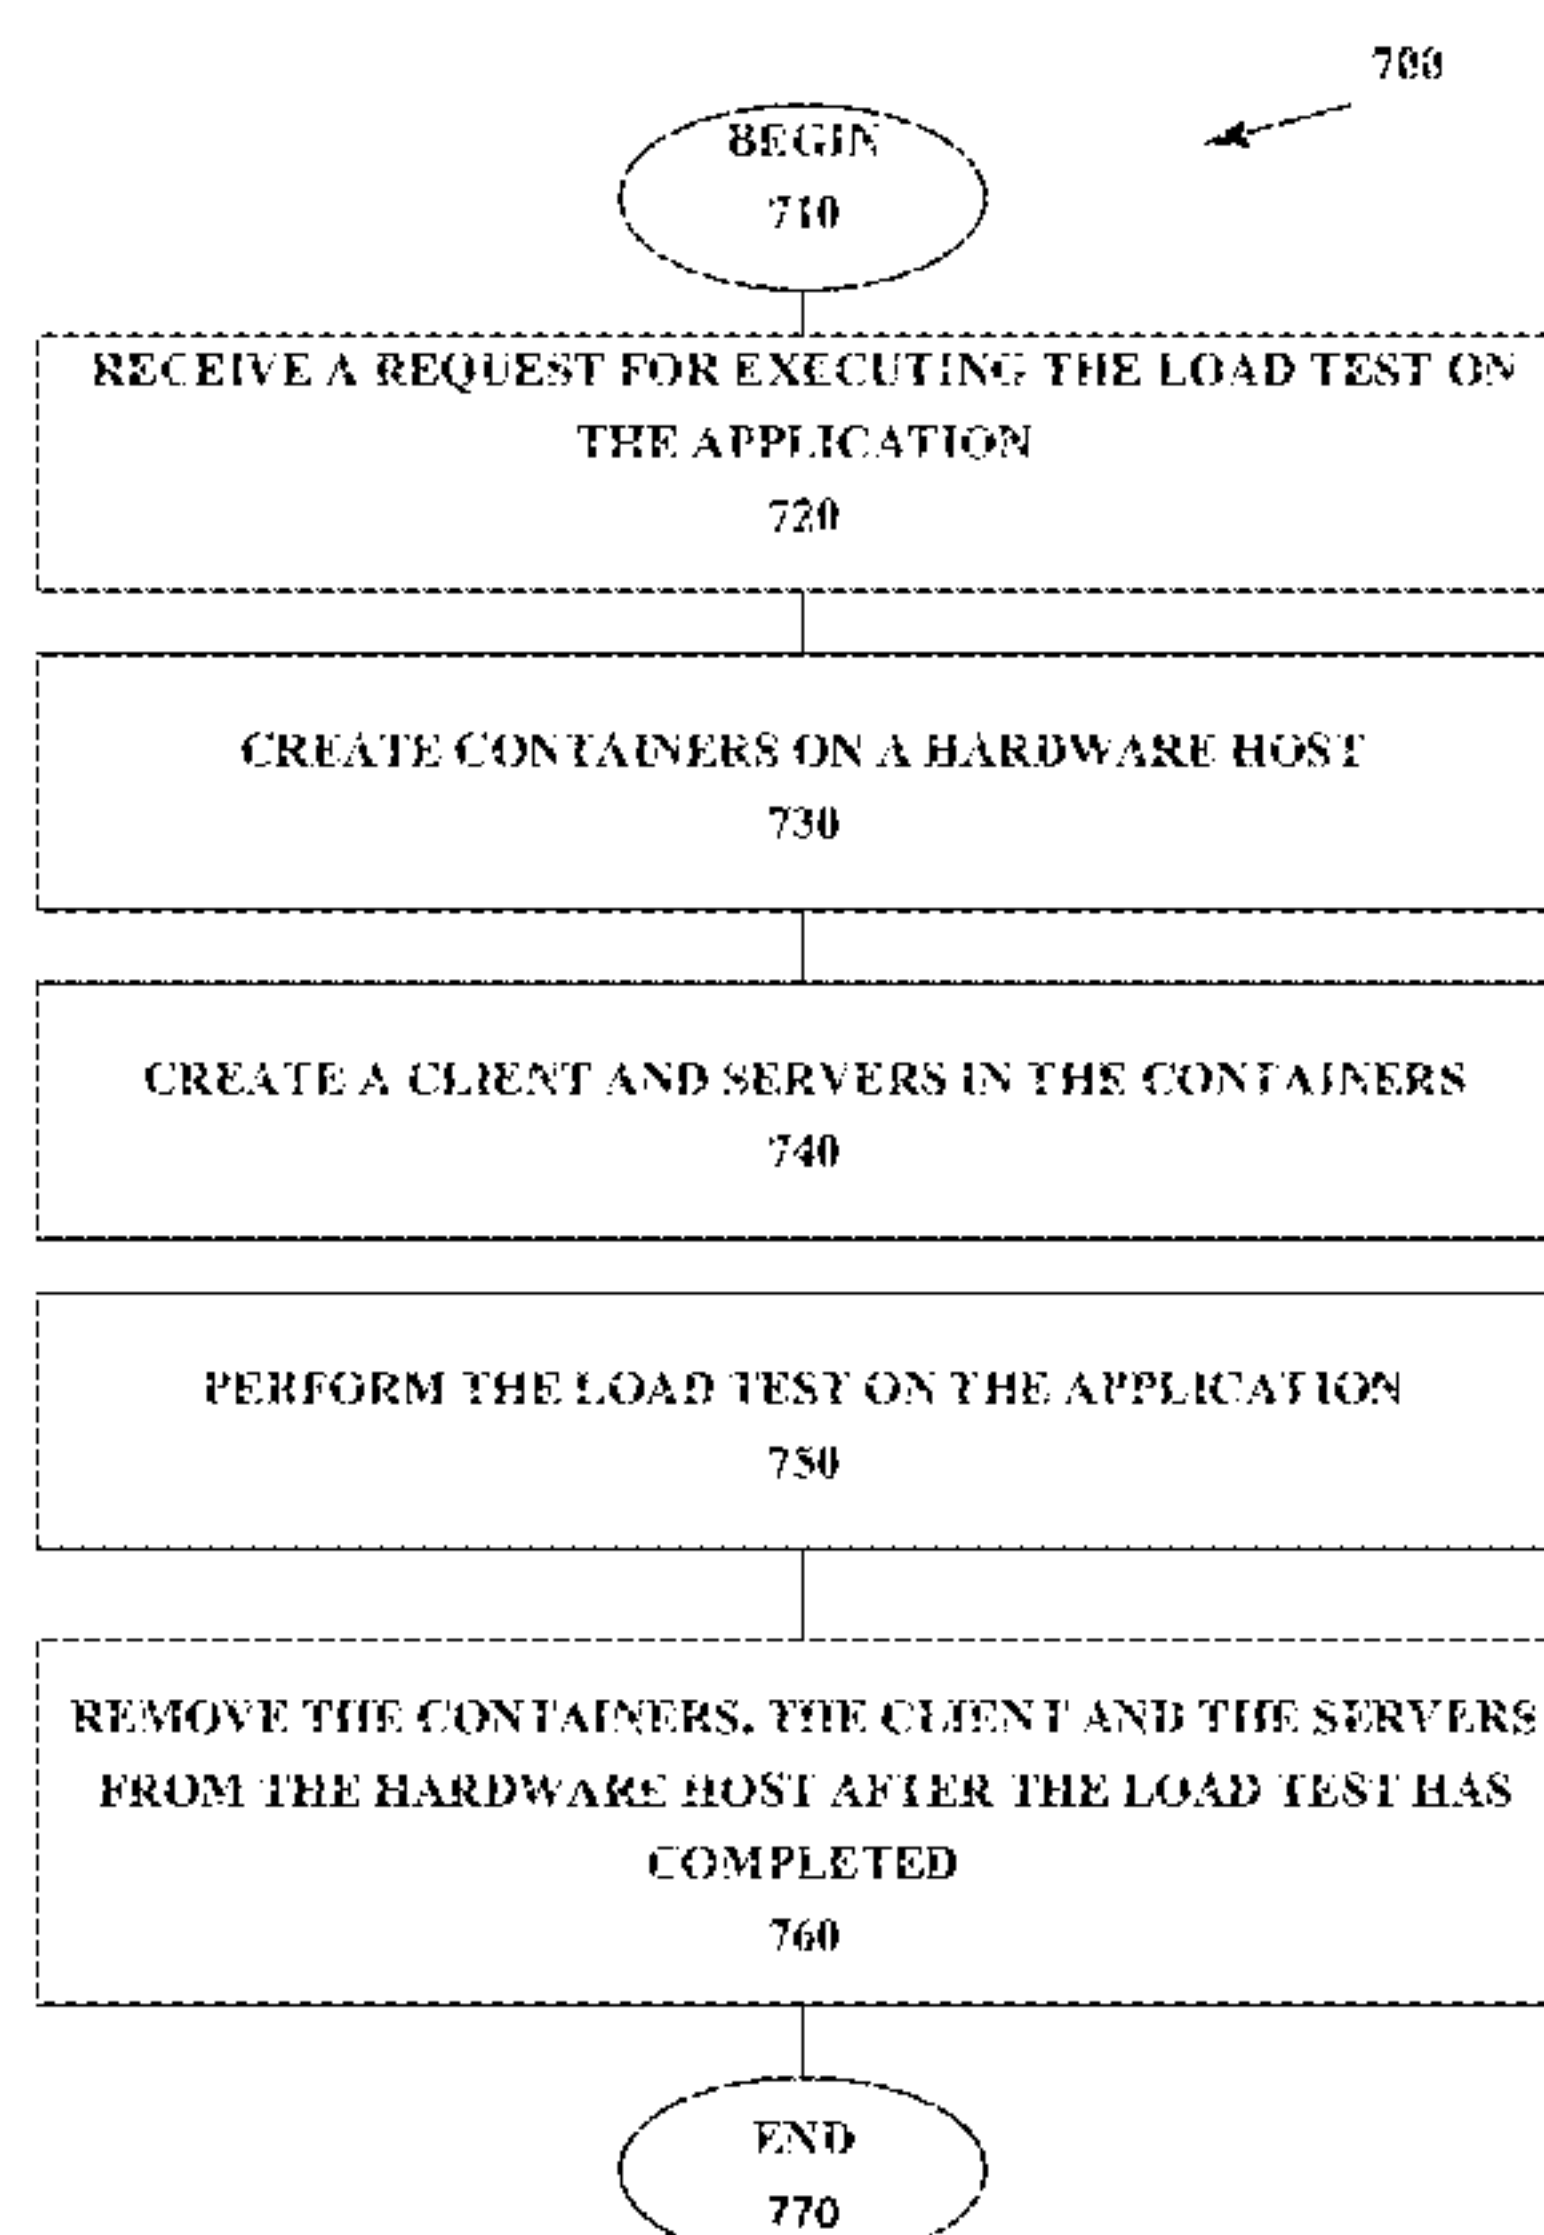 700
BEGIN
710
RECEIVE A REQUEST FOR EXECUTING THE LOAD TEST ON
THE APPLICATION
720
CREATE CONTAINERS ON A HARDWARE HOST
730
CREATE A CLIENT AND SERVERS IN THE CONTAINERS
740
PERFORM THE LOAD TEST ON THE APPLICATION
750
REMOVE THE CONTAINERS, THE CLIENT AND THE SERVERS
FROM THE HARDWARE HOST AFTER THE LOAD TEST HAS
COMPLETED
760
END
770